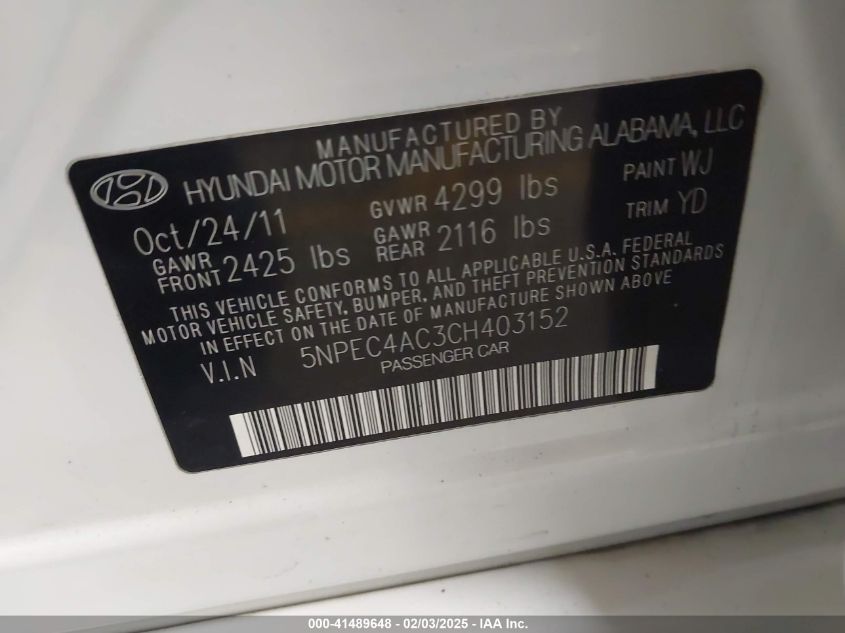 MANUFACTURED BY
HYUNDAI MOTOR MANUFACTURING ALABAMA, LLC
Oct/24/11 GVWR 4299 lbs PAINT WJ
GAWR FRONT 2425 lbs GAWR REAR 2116 lbs TRIM YD
THIS VEHICLE CONFORMS TO ALL APPLICABLE U.S.A. FEDERAL
MOTOR VEHICLE SAFETY, BUMPER, AND THEFT PREVENTION STANDARDS
IN EFFECT ON THE DATE OF MANUFACTURE SHOWN ABOVE
V.I.N 5NPEC4AC3CH403152
PASSENGER CAR
000-41489648 - 02/03/2025 - IAA Inc.